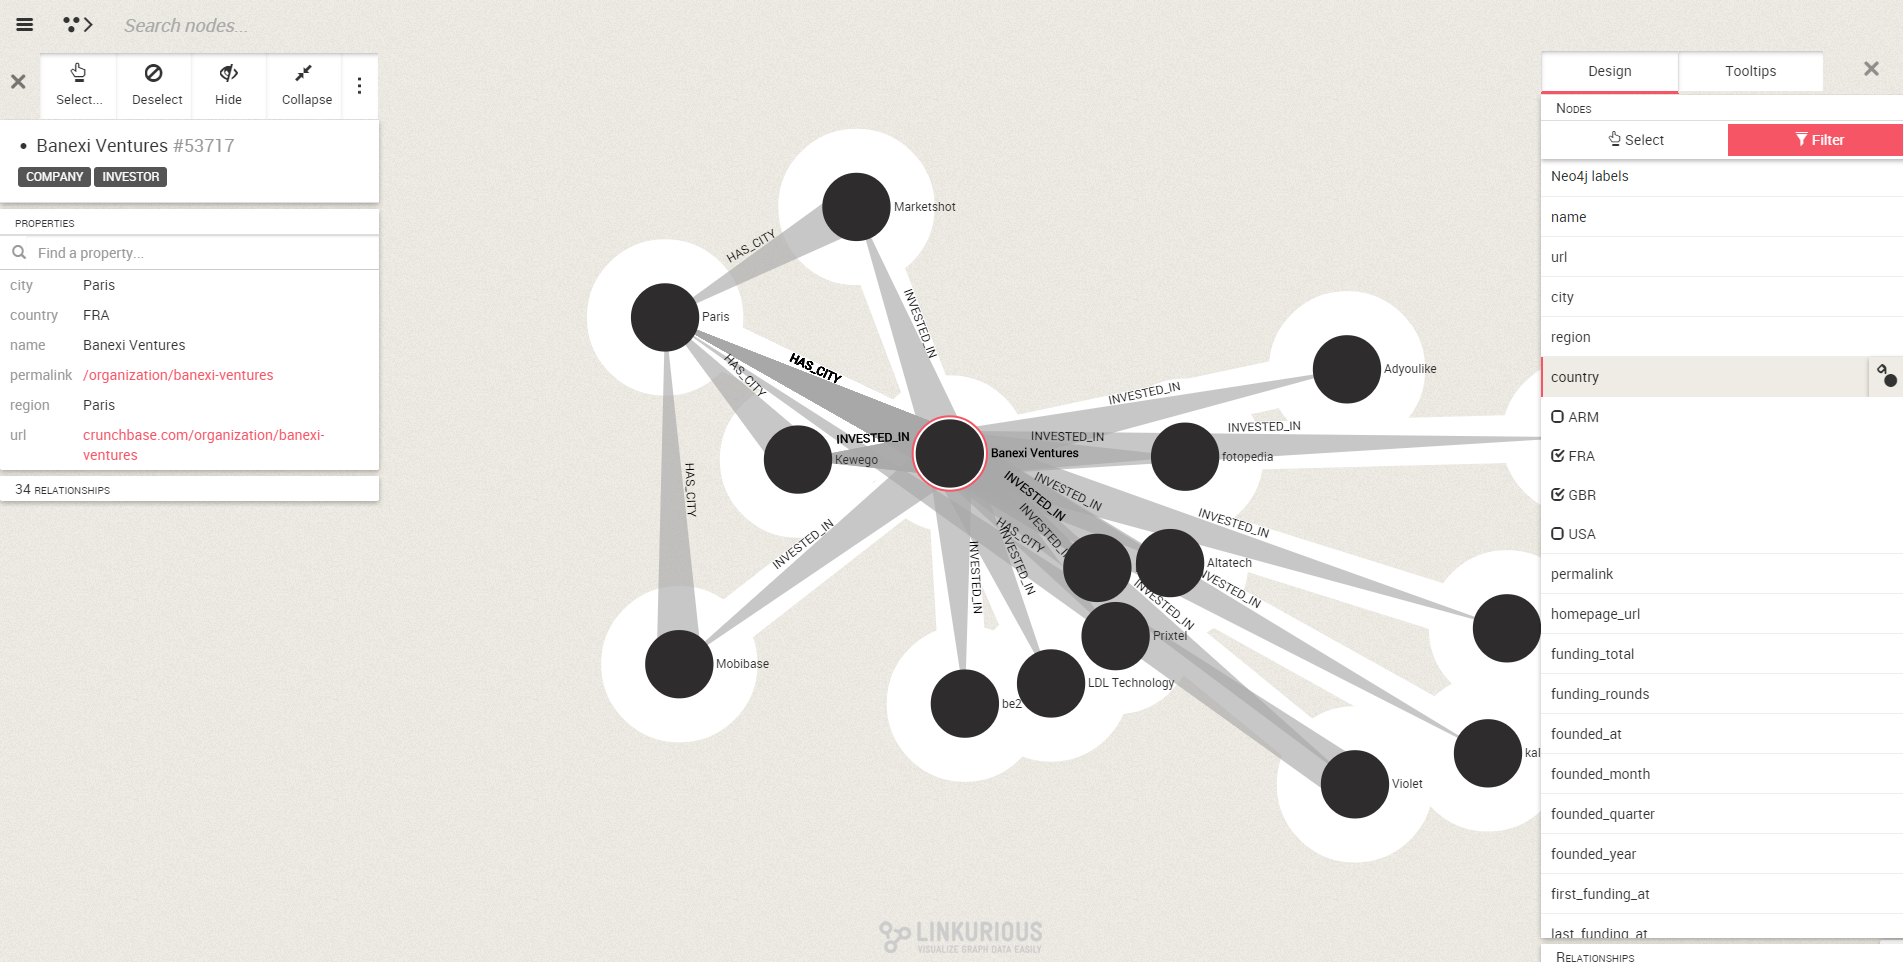 Search nodes...
Select...
Deselect
Hide
Collapse
Banexi Ventures #53717
COMPANY
INVESTOR
PROPERTIES
Find a property...
city Paris
country FRA
name Banexi Ventures
permalink /organization/banexi-ventures
region Paris
url crunchbase.com/organization/banexi-
ventures
34 RELATIONSHIPS
Marketshot
HAS_CITY
Paris
INVESTED_IN
HAS_CITY
HAS_CITY
Adyoulike
INVESTED_IN
INVESTED_IN
INVESTED_IN
INVESTED_IN
Kewego
Banexi Ventures
fotopedia
HAS_CITY
INVESTED_IN
INVESTED_IN
INVESTED_IN
INVESTED_IN
HAS_CITY
INVESTED_IN
INVESTED_IN
INVESTED_IN
INVESTED_IN
Altatech
INVESTED_IN
INVESTED_IN
Prixtel
Mobibase
LDL Technology
be2
kal
Violet
LINKURIOUS
VISUALIZE GRAPH DATA EASILY
Design
Tooltips
NODES
Select
Filter
Neo4j labels
name
url
city
region
country
ARM
FRA
GBR
USA
permalink
homepage_url
funding_total
funding_rounds
founded_at
founded_month
founded_quarter
founded_year
first_funding_at
last_funding_at
RELATIONSHIPS